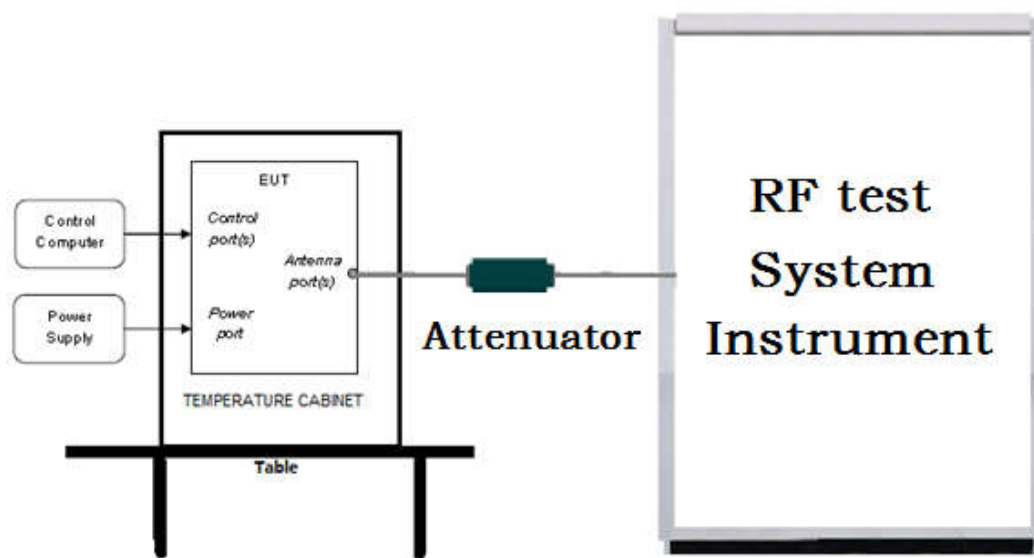 EUT
Control
Computer
Control
port(s)
Antenna
port(s)
Power
Supply
Power
port
TEMPERATURE CABINET
Table
Attenuator
RF test
System
Instrument